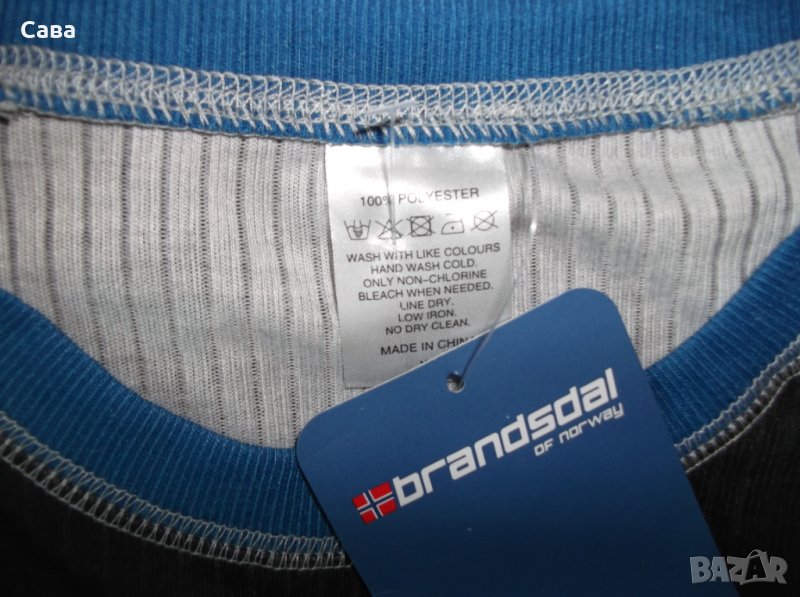 Сава
100% POLYESTER
WASH WITH LIKE COLOURS
HAND WASH COLD.
ONLY NON-CHLORINE
BLEACH WHEN NEEDED.
LINE DRY.
LOW IRON.
NO DRY CLEAN.
MADE IN CHINA
brandsdal
OF NORWAY
BAZAR